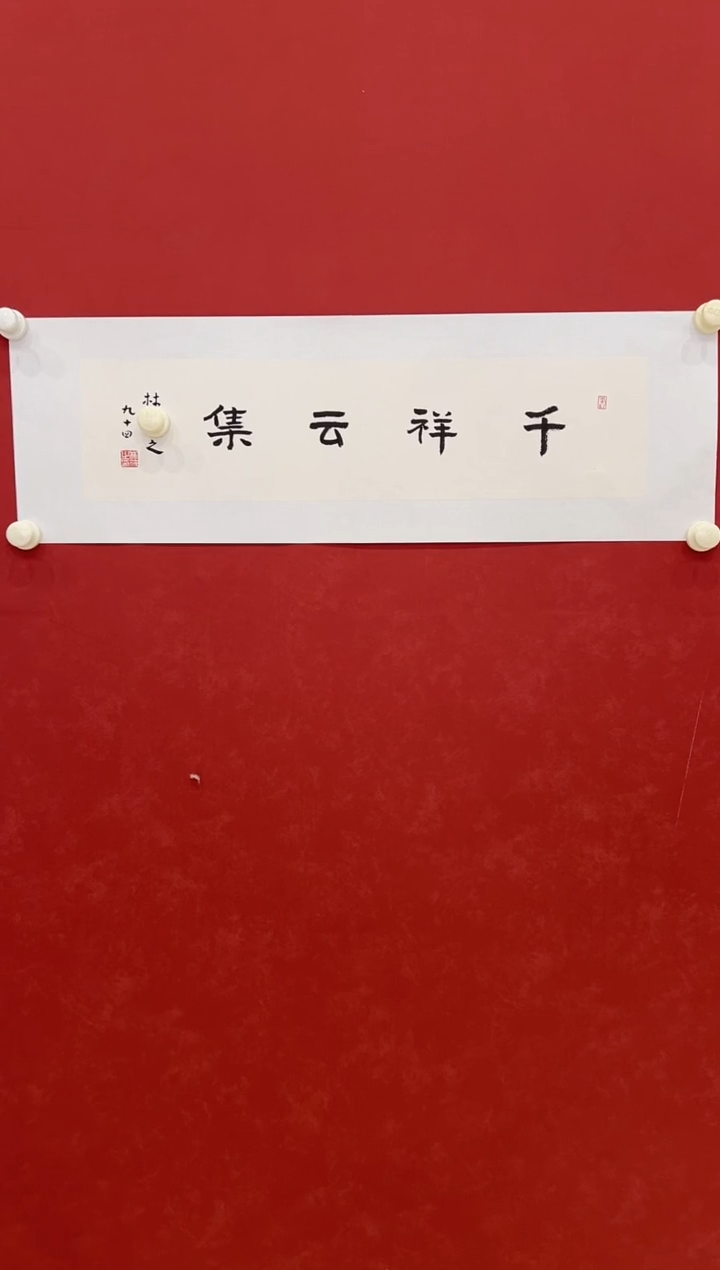 千祥云集
林 之
九十四